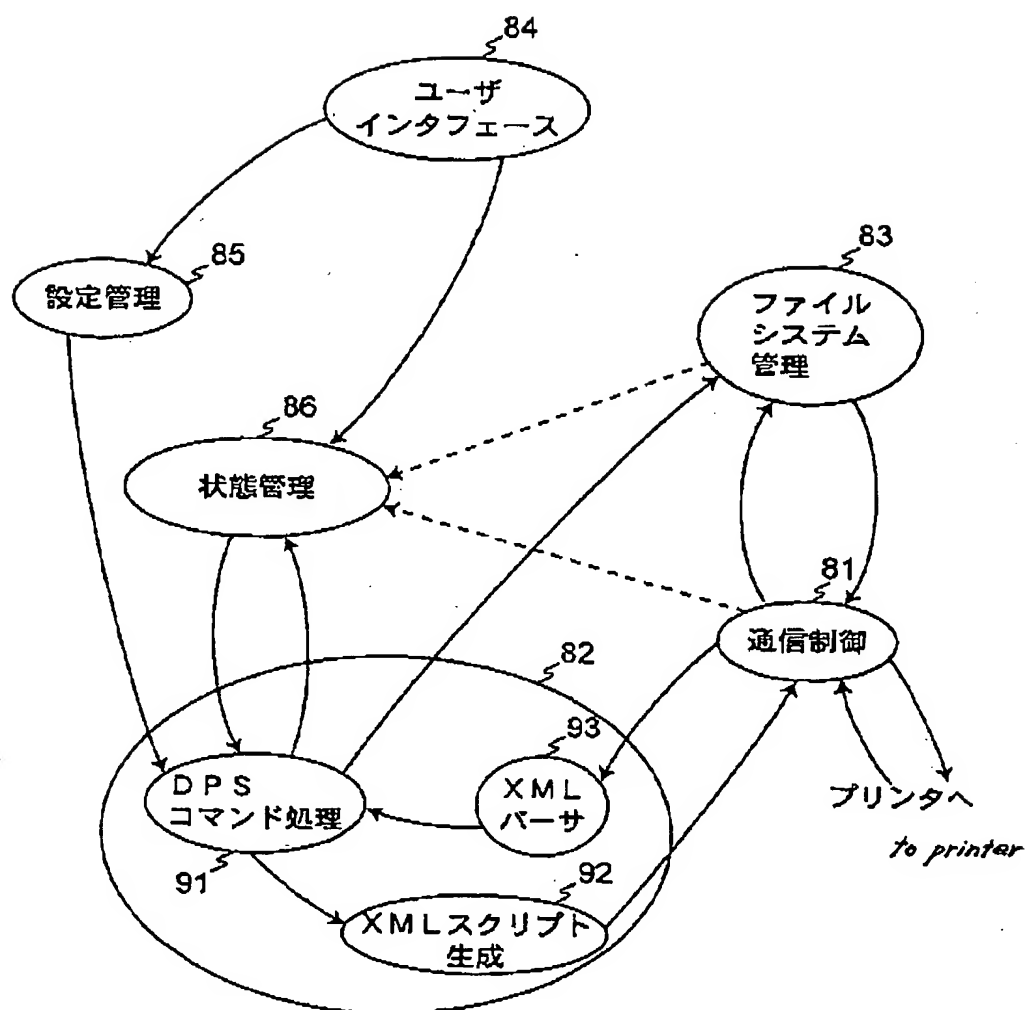 84
ユーザ
インタフェース
85
設定管理
83
ファイル
システム
管理
86
状態管理
81
通信制御
82
93
DPS
コマンド処理
XML
パーサ
プリンタへ
to printer
91
92
XMLスクリプト
生成